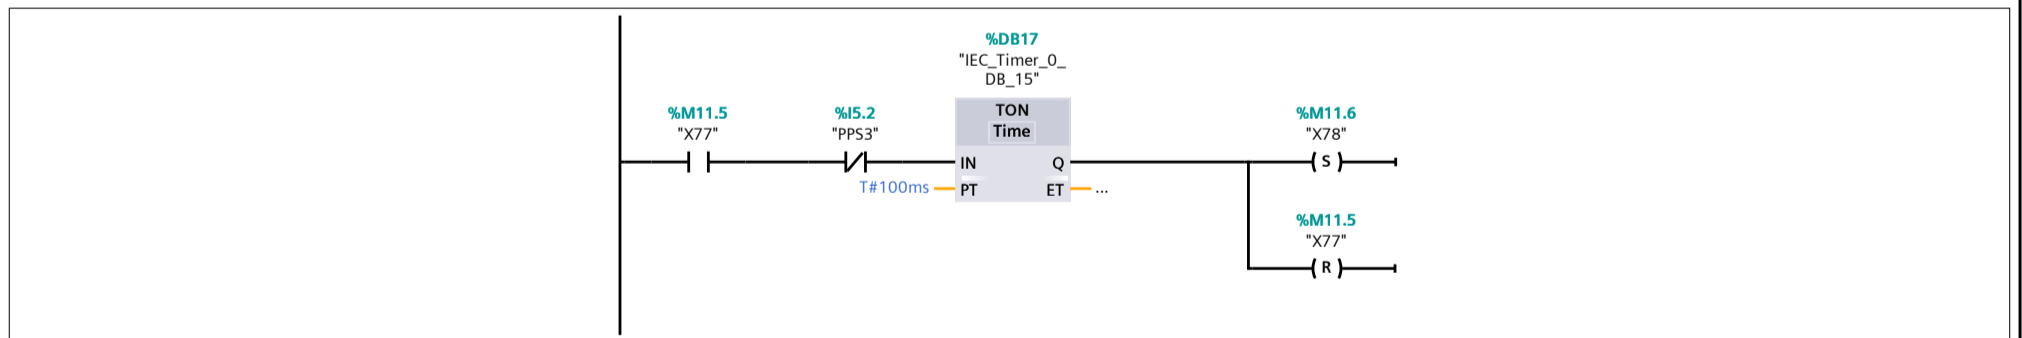 %DB17
"IEC_Timer_0_
DB_15"
%M11.5
"X77"
%I5.2
"PPS3"
TON
Time
%M11.6
"X78"
IN
Q
S
T#100ms
PT
ET
...
%M11.5
"X77"
R